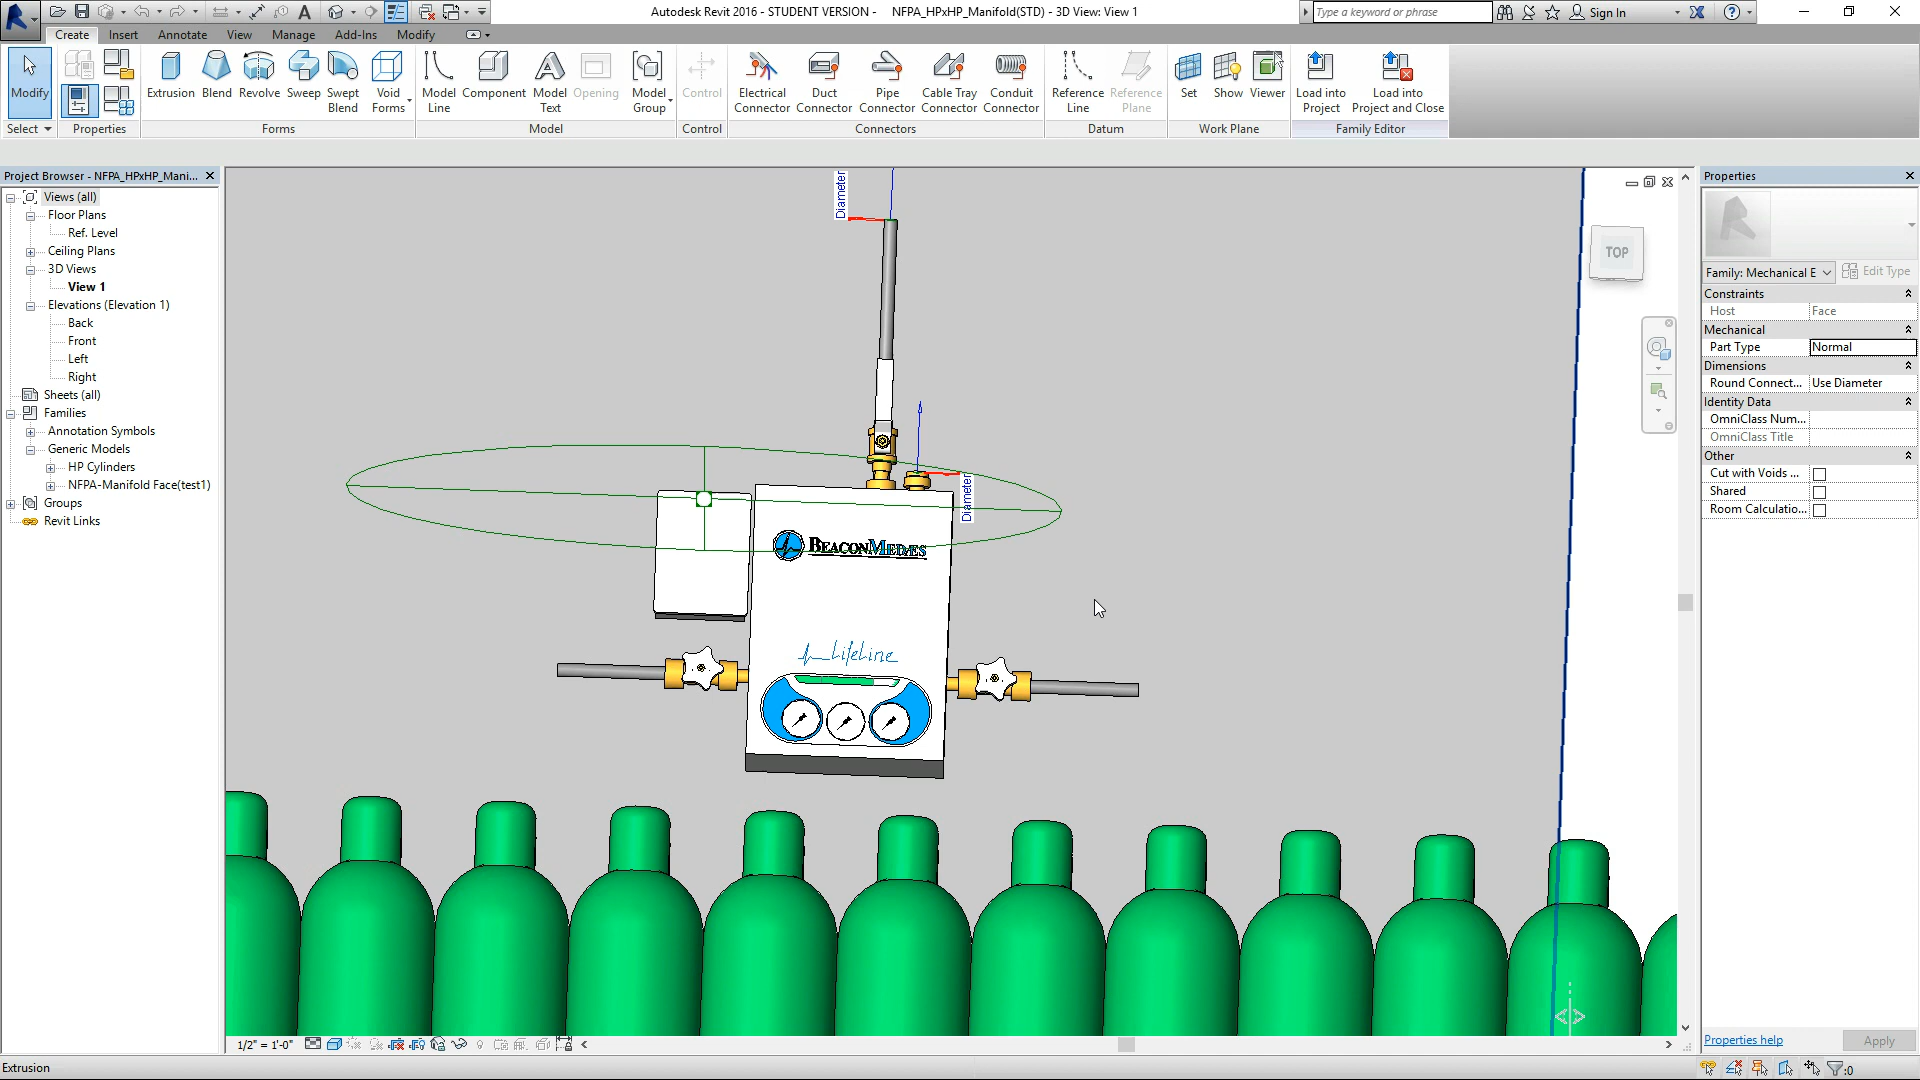 Autodesk Revit 2016 - STUDENT VERSION - NFPA_HPxHP_Manifold(STD) - 3D View: View 1
Type a keyword or phrase
Sign In
Create Insert Annotate View Manage Add-Ins Modify
Modify
Extrusion Blend Revolve Sweep Swept Blend Void Forms
Model Line Component Model Text Opening Model Group
Control
Electrical Connector Duct Connector Pipe Connector Cable Tray Connector Conduit Connector
Reference Line Reference Plane
Set Show Viewer
Load into Project Load into Project and Close
Select Properties Forms Model Control Connectors Datum Work Plane Family Editor
Project Browser - NFPA_HPxHP_Mani...
Views (all)
Floor Plans
Ref. Level
Ceiling Plans
3D Views
View 1
Elevations (Elevation 1)
Back
Front
Left
Right
Sheets (all)
Families
Annotation Symbols
Generic Models
HP Cylinders
NFPA-Manifold Face(test1)
Groups
Revit Links
Diameter
Diameter
BEACONMEDÆS
LifeLine
TOP
Properties
Family: Mechanical E
Edit Type
Constraints
Host Face
Mechanical
Part Type Normal
Dimensions
Round Connect... Use Diameter
Identity Data
OmniClass Num...
OmniClass Title
Other
Cut with Voids ...
Shared
Room Calculatio...
Properties help
Apply
1/2" = 1'-0"
Extrusion
:0